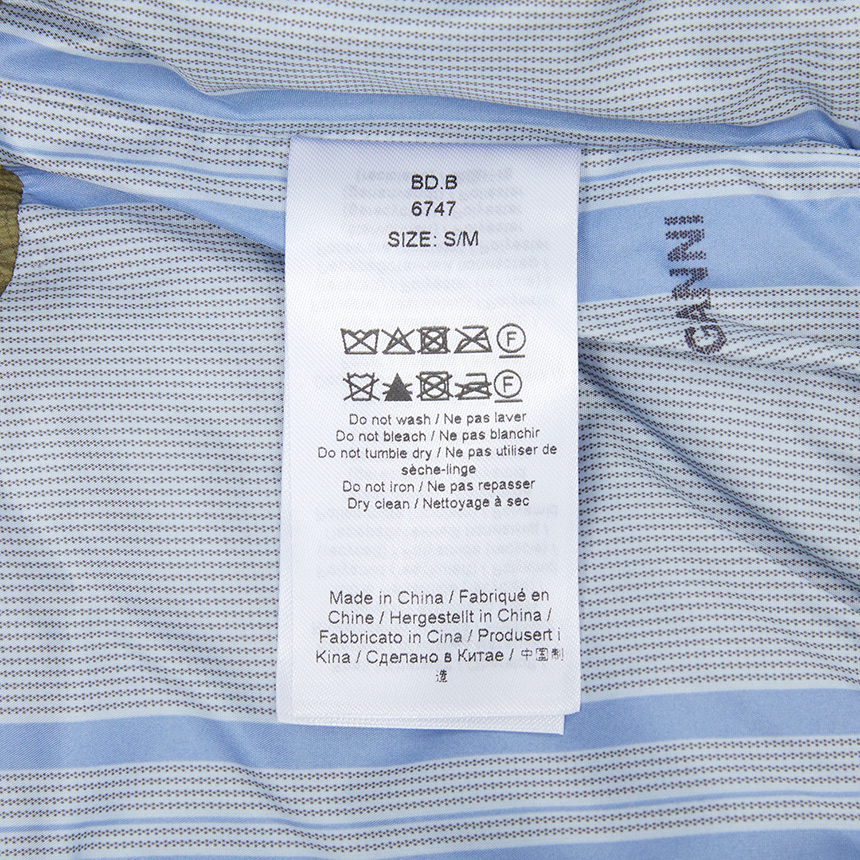 BD.B
6747
SIZE: S/M
GANNI
F
F
Do not wash / Ne pas laver
Do not bleach / Ne pas blanchir
Do not tumble dry / Ne pas utiliser de
sèche-linge
Do not iron / Ne pas repasser
Dry clean / Nettoyage à sec
Made in China / Fabriqué en
Chine / Hergestellt in China /
Fabbricato in Cina / Produsert i
Kina / Сделано в Китае / 中国制
造